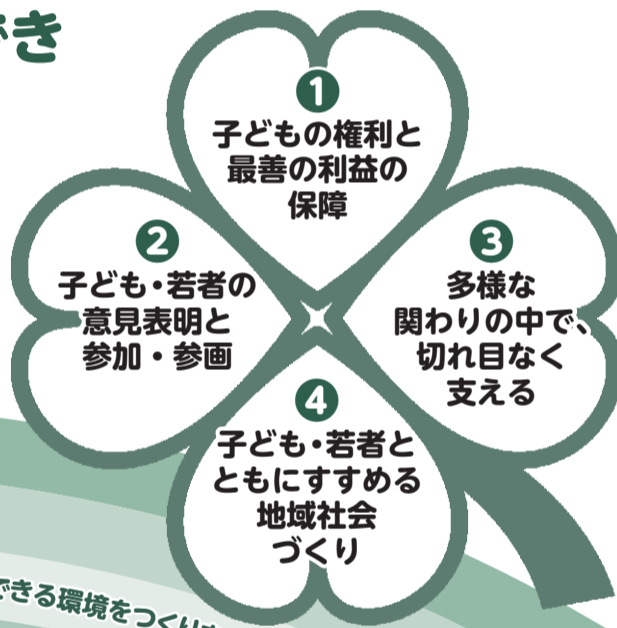 き
1
子どもの権利と
最善の利益の
保障
2
子ども・若者の
意見表明と
参加・参画
3
多様な
関わりの中で、
切れ目なく
支える
4
子ども・若者と
ともにすすめる
地域社会
づくり
できる環境をつくり